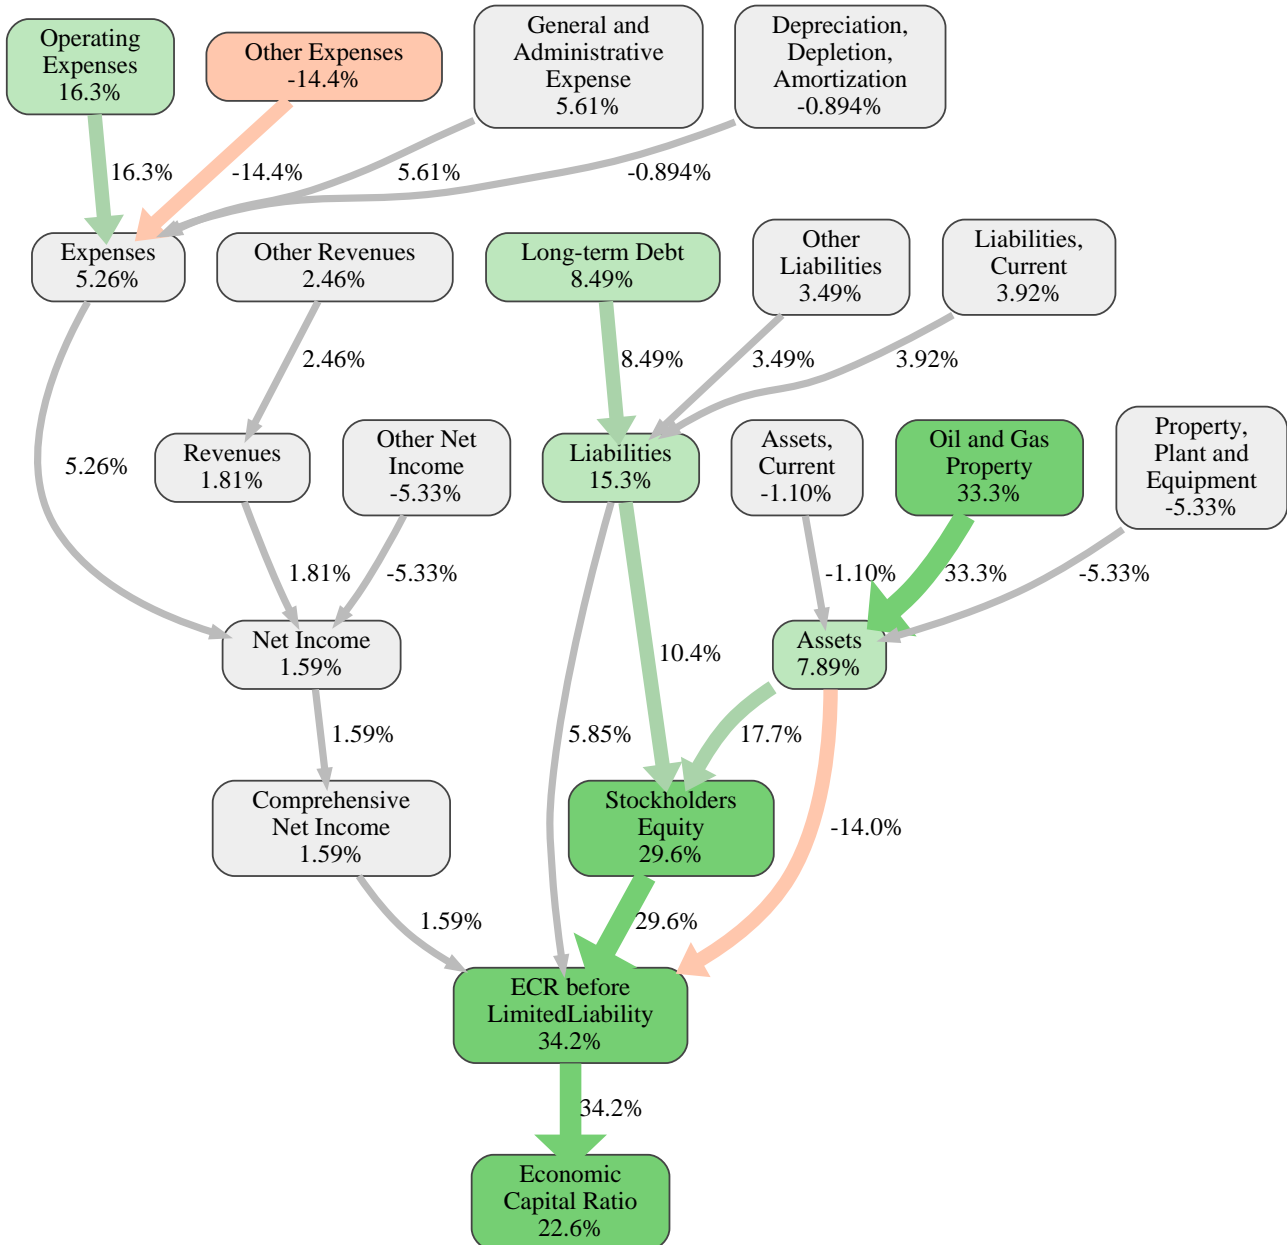 Operating
Expenses
16.3%
Other Expenses
-14.4%
General and
Administrative
Expense
5.61%
Depreciation,
Depletion,
Amortization
-0.894%
16.3%
-14.4%
5.61%
-0.894%
Expenses
5.26%
Other Revenues
2.46%
Long-term Debt
8.49%
Other
Liabilities
3.49%
Liabilities,
Current
3.92%
2.46%
8.49%
3.49%
3.92%
5.26%
Revenues
1.81%
Other Net
Income
-5.33%
Liabilities
15.3%
Assets,
Current
-1.10%
Oil and Gas
Property
33.3%
Property,
Plant and
Equipment
-5.33%
1.81%
-5.33%
-1.10%
33.3%
-5.33%
Net Income
1.59%
10.4%
Assets
7.89%
1.59%
5.85%
17.7%
Comprehensive
Net Income
1.59%
Stockholders
Equity
29.6%
-14.0%
1.59%
29.6%
ECR before
LimitedLiability
34.2%
34.2%
Economic
Capital Ratio
22.6%